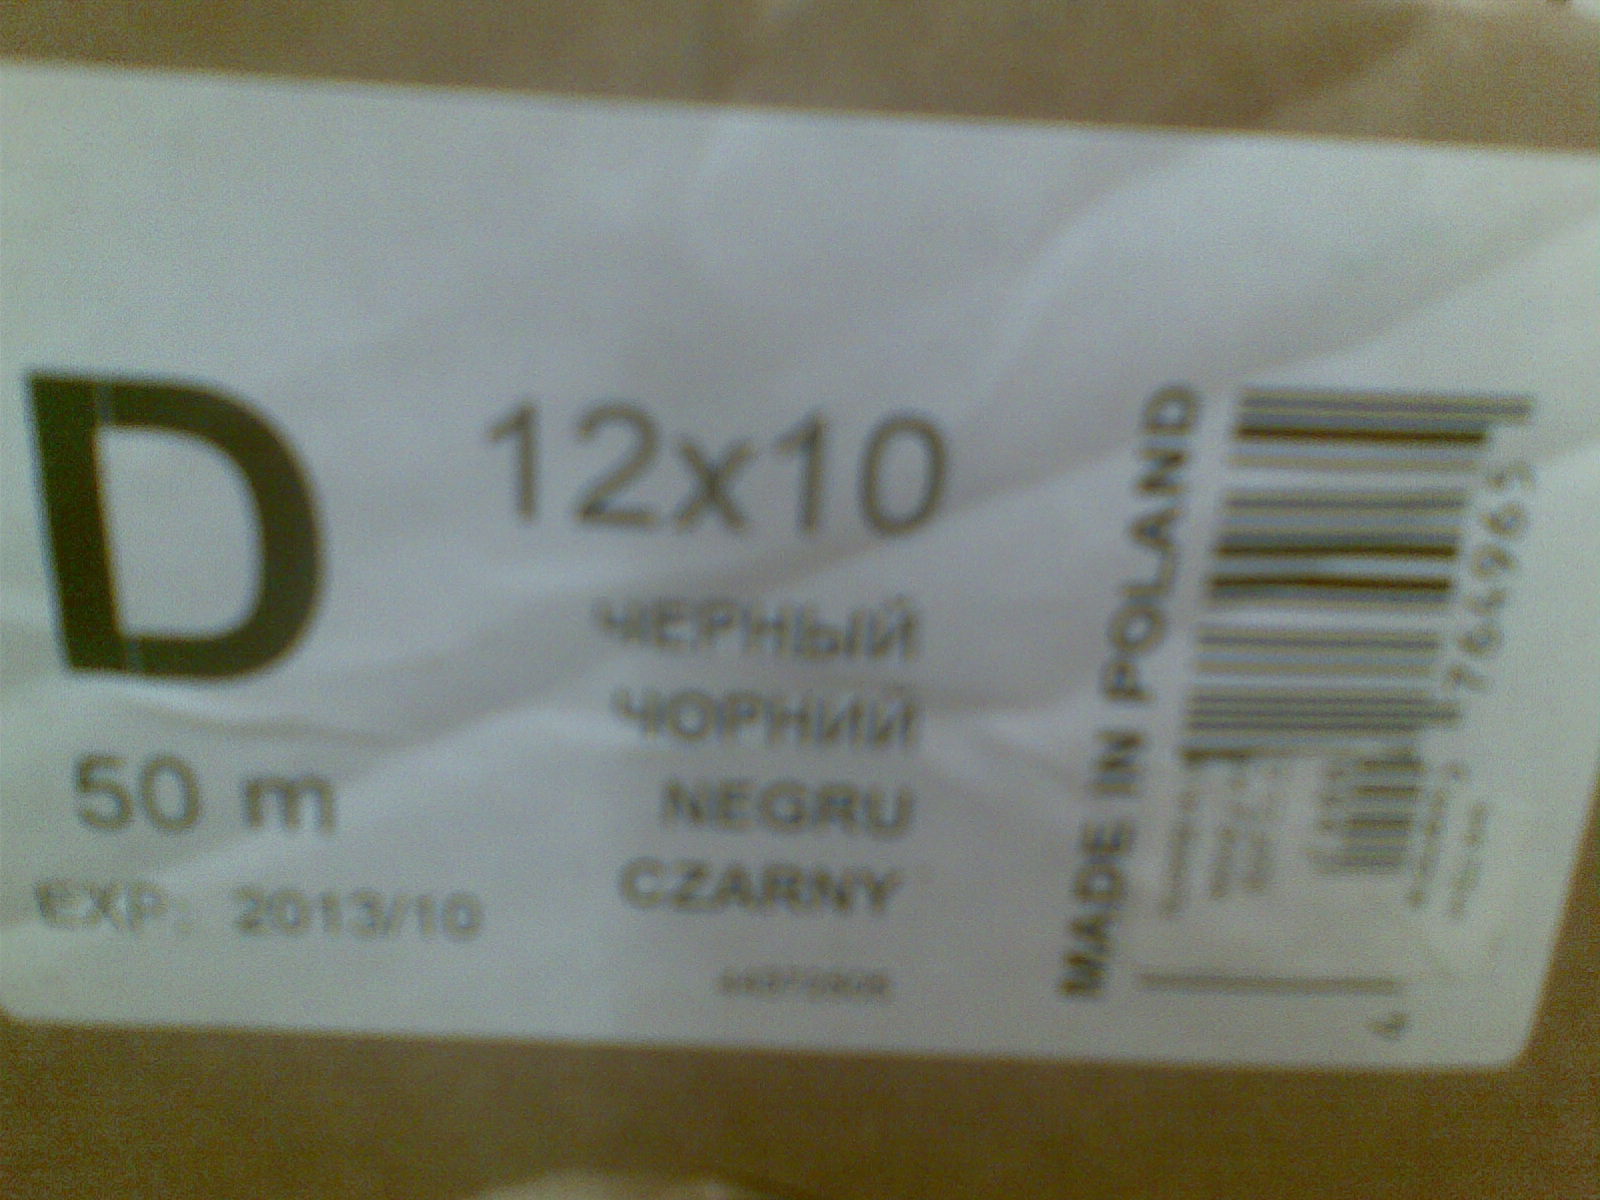 D
12x10
ЧЕРНЫЙ
ЧОРНИЙ
NEGRU
CZARNY
50 m
EXP: 2013/10
MADE IN POLAND